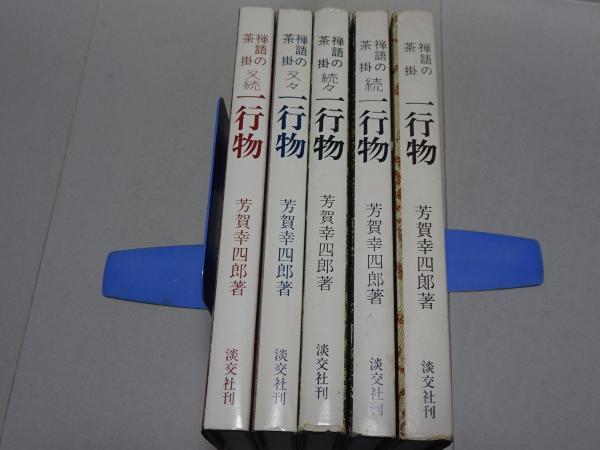 禅語の
茶掛
又続
一行物
芳賀幸四郎著
淡交社刊
禅語の
茶掛
又々
一行物
芳賀幸四郎著
淡交社刊
禅語の
茶掛
続々
一行物
芳賀幸四郎著
淡交社刊
禅語の
茶掛
続
一行物
芳賀幸四郎著
淡交社刊
禅語の
茶掛
一行物
芳賀幸四郎著
淡交社刊